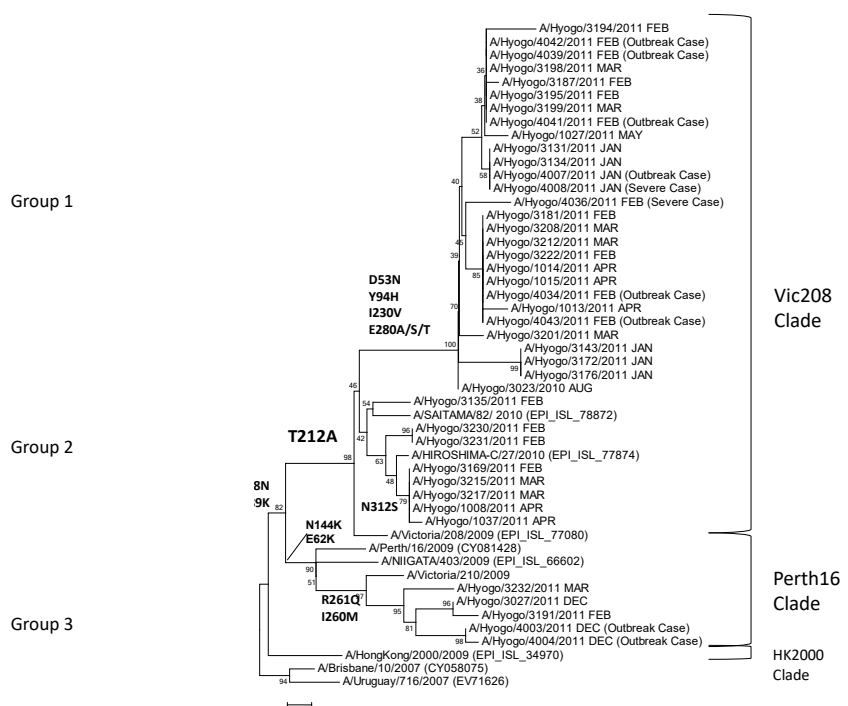 A/Hyogo/3194/2011 FEB
A/Hyogo/4042/2011 FEB (Outbreak Case)
A/Hyogo/4039/2011 FEB (Outbreak Case)
36 A/Hyogo/3198/2011 MAR
A/Hyogo/3187/2011 FEB
A/Hyogo/3195/2011 FEB
38 A/Hyogo/3199/2011 MAR
A/Hyogo/4041/2011 FEB (Outbreak Case)
52 A/Hyogo/1027/2011 MAY
A/Hyogo/3131/2011 JAN
A/Hyogo/3134/2011 JAN
58 A/Hyogo/4007/2011 JAN (Outbreak Case)
40 A/Hyogo/4008/2011 JAN (Severe Case)
Group 1
A/Hyogo/4036/2011 FEB (Severe Case)
A/Hyogo/3181/2011 FEB
A/Hyogo/3208/2011 MAR
45 A/Hyogo/3212/2011 MAR
39 A/Hyogo/3222/2011 FEB
A/Hyogo/1014/2011 APR
85 A/Hyogo/1015/2011 APR
D53N
Y94H
I230V
E280A/S/T
A/Hyogo/4034/2011 FEB (Outbreak Case)
70 A/Hyogo/1013/2011 APR
A/Hyogo/4043/2011 FEB (Outbreak Case)
Vic208
Clade
A/Hyogo/3201/2011 MAR
100 A/Hyogo/3143/2011 JAN
A/Hyogo/3172/2011 JAN
99 A/Hyogo/3176/2011 JAN
A/Hyogo/3023/2010 AUG
46
54 A/Hyogo/3135/2011 FEB
A/SAITAMA/82/ 2010 (EPI_ISL_78872)
96 A/Hyogo/3230/2011 FEB
42 A/Hyogo/3231/2011 FEB
T212A
Group 2
98 63 A/HIROSHIMA-C/27/2010 (EPI_ISL_77874)
A/Hyogo/3169/2011 FEB
48 A/Hyogo/3215/2011 MAR
79 A/Hyogo/3217/2011 MAR
N312S
A/Hyogo/1008/2011 APR
A/Hyogo/1037/2011 APR
8N
9K
82
N144K
E62K
A/Victoria/208/2009 (EPI_ISL_77080)
A/Perth/16/2009 (CY081428)
90 A/NIIGATA/403/2009 (EPI_ISL_66602)
51 A/Victoria/210/2009
A/Hyogo/3232/2011 MAR
Perth16
Clade
R261Q
I260M
95 96 A/Hyogo/3027/2011 DEC
A/Hyogo/3191/2011 FEB
Group 3
81 A/Hyogo/4003/2011 DEC (Outbreak Case)
98 A/Hyogo/4004/2011 DEC (Outbreak Case)
A/HongKong/2000/2009 (EPI_ISL_34970)
HK2000
Clade
A/Brisbane/10/2007 (CY058075)
94 A/Uruguay/716/2007 (EV71626)